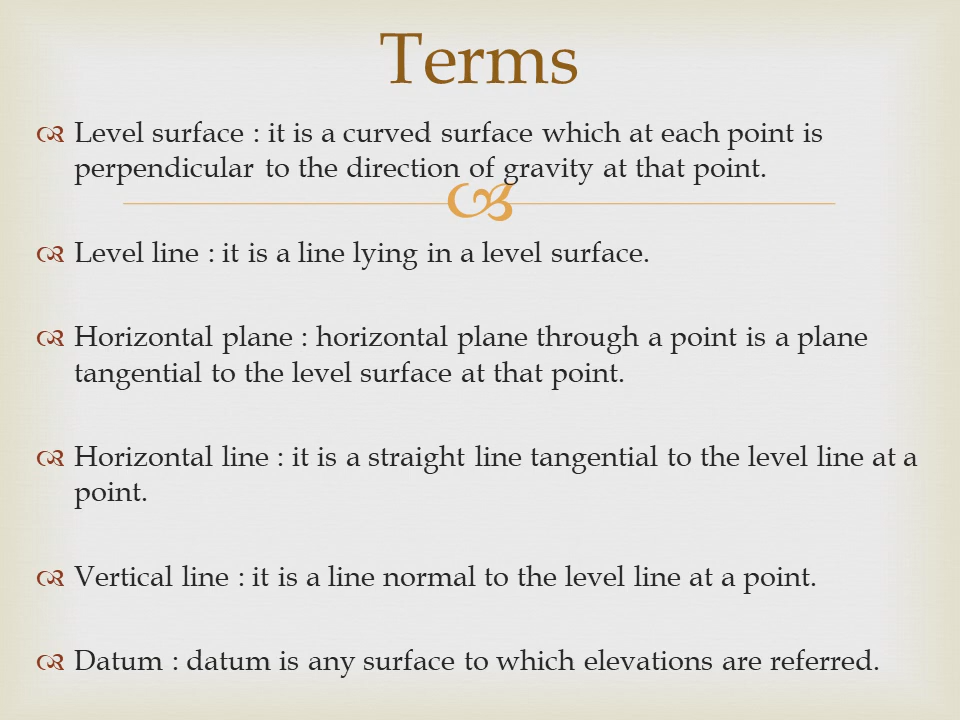 Terms
Level surface : it is a curved surface which at each point is
perpendicular to the direction of gravity at that point.
Level line : it is a line lying in a level surface.
Horizontal plane : horizontal plane through a point is a plane
tangential to the level surface at that point.
Horizontal line : it is a straight line tangential to the level line at a
point.
Vertical line : it is a line normal to the level line at a point.
Datum : datum is any surface to which elevations are referred.